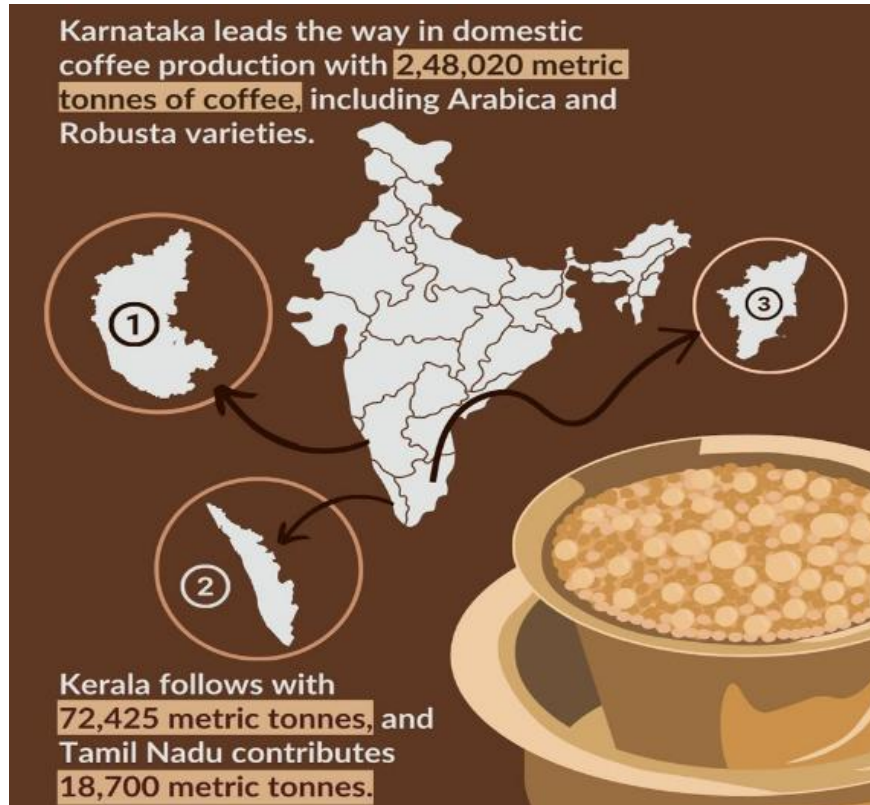 Karnataka leads the way in domestic
coffee production with 2,48,020 metric
tonnes of coffee, including Arabica and
Robusta varieties.
1
3
2
Kerala follows with
72,425 metric tonnes, and
Tamil Nadu contributes
18,700 metric tonnes.